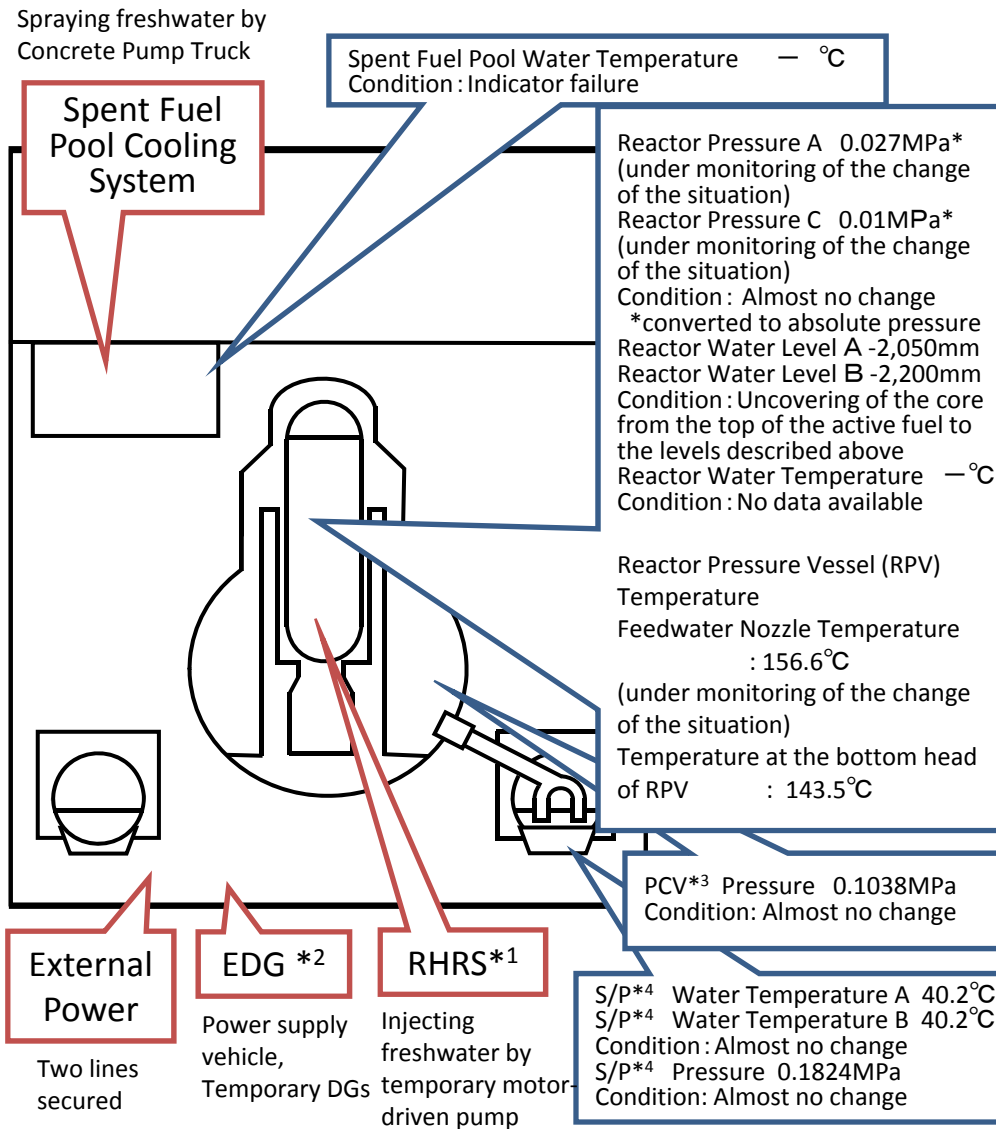 Spraying freshwater by
Concrete Pump Truck
Spent Fuel
Pool Cooling
System
Spent Fuel Pool Water Temperature － ℃
Condition : Indicator failure
Reactor Pressure A 0.027MPa*
(under monitoring of the change
of the situation)
Reactor Pressure C 0.01MPa*
(under monitoring of the change
of the situation)
Condition : Almost no change
*converted to absolute pressure
Reactor Water Level A -2,050mm
Reactor Water Level B -2,200mm
Condition : Uncovering of the core
from the top of the active fuel to
the levels described above
Reactor Water Temperature －℃
Condition : No data available
Reactor Pressure Vessel (RPV)
Temperature
Feedwater Nozzle Temperature
: 156.6℃
(under monitoring of the change
of the situation)
Temperature at the bottom head
of RPV : 143.5℃
PCV*3 Pressure 0.1038MPa
Condition: Almost no change
S/P*4 Water Temperature A 40.2℃
S/P*4 Water Temperature B 40.2℃
Condition : Almost no change
S/P*4 Pressure 0.1824MPa
Condition: Almost no change
External
Power
Two lines
secured
EDG *2
Power supply
vehicle,
Temporary DGs
RHRS*1
Injecting
freshwater by
temporary motor-
driven pump